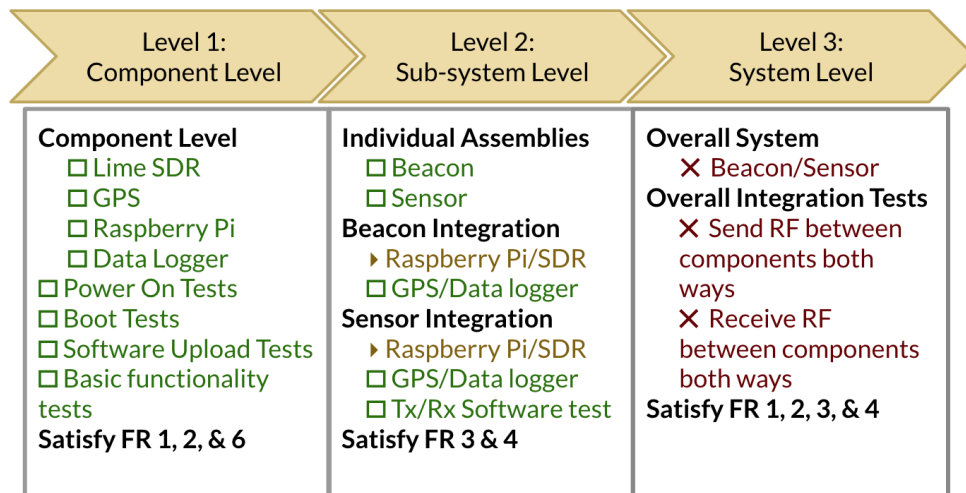 Level 1:
Component Level
Level 2:
Sub-system Level
Level 3:
System Level
Component Level
☐ Lime SDR
☐ GPS
☐ Raspberry Pi
☐ Data Logger
☐ Power On Tests
☐ Boot Tests
☐ Software Upload Tests
☐ Basic functionality
tests
Satisfy FR 1, 2, & 6
Individual Assemblies
☐ Beacon
☐ Sensor
Beacon Integration
‣ Raspberry Pi/SDR
☐ GPS/Data logger
Sensor Integration
‣ Raspberry Pi/SDR
☐ GPS/Data logger
☐ Tx/Rx Software test
Satisfy FR 3 & 4
Overall System
✕ Beacon/Sensor
Overall Integration Tests
✕ Send RF between
components both
ways
✕ Receive RF
between components
both ways
Satisfy FR 1, 2, 3, & 4